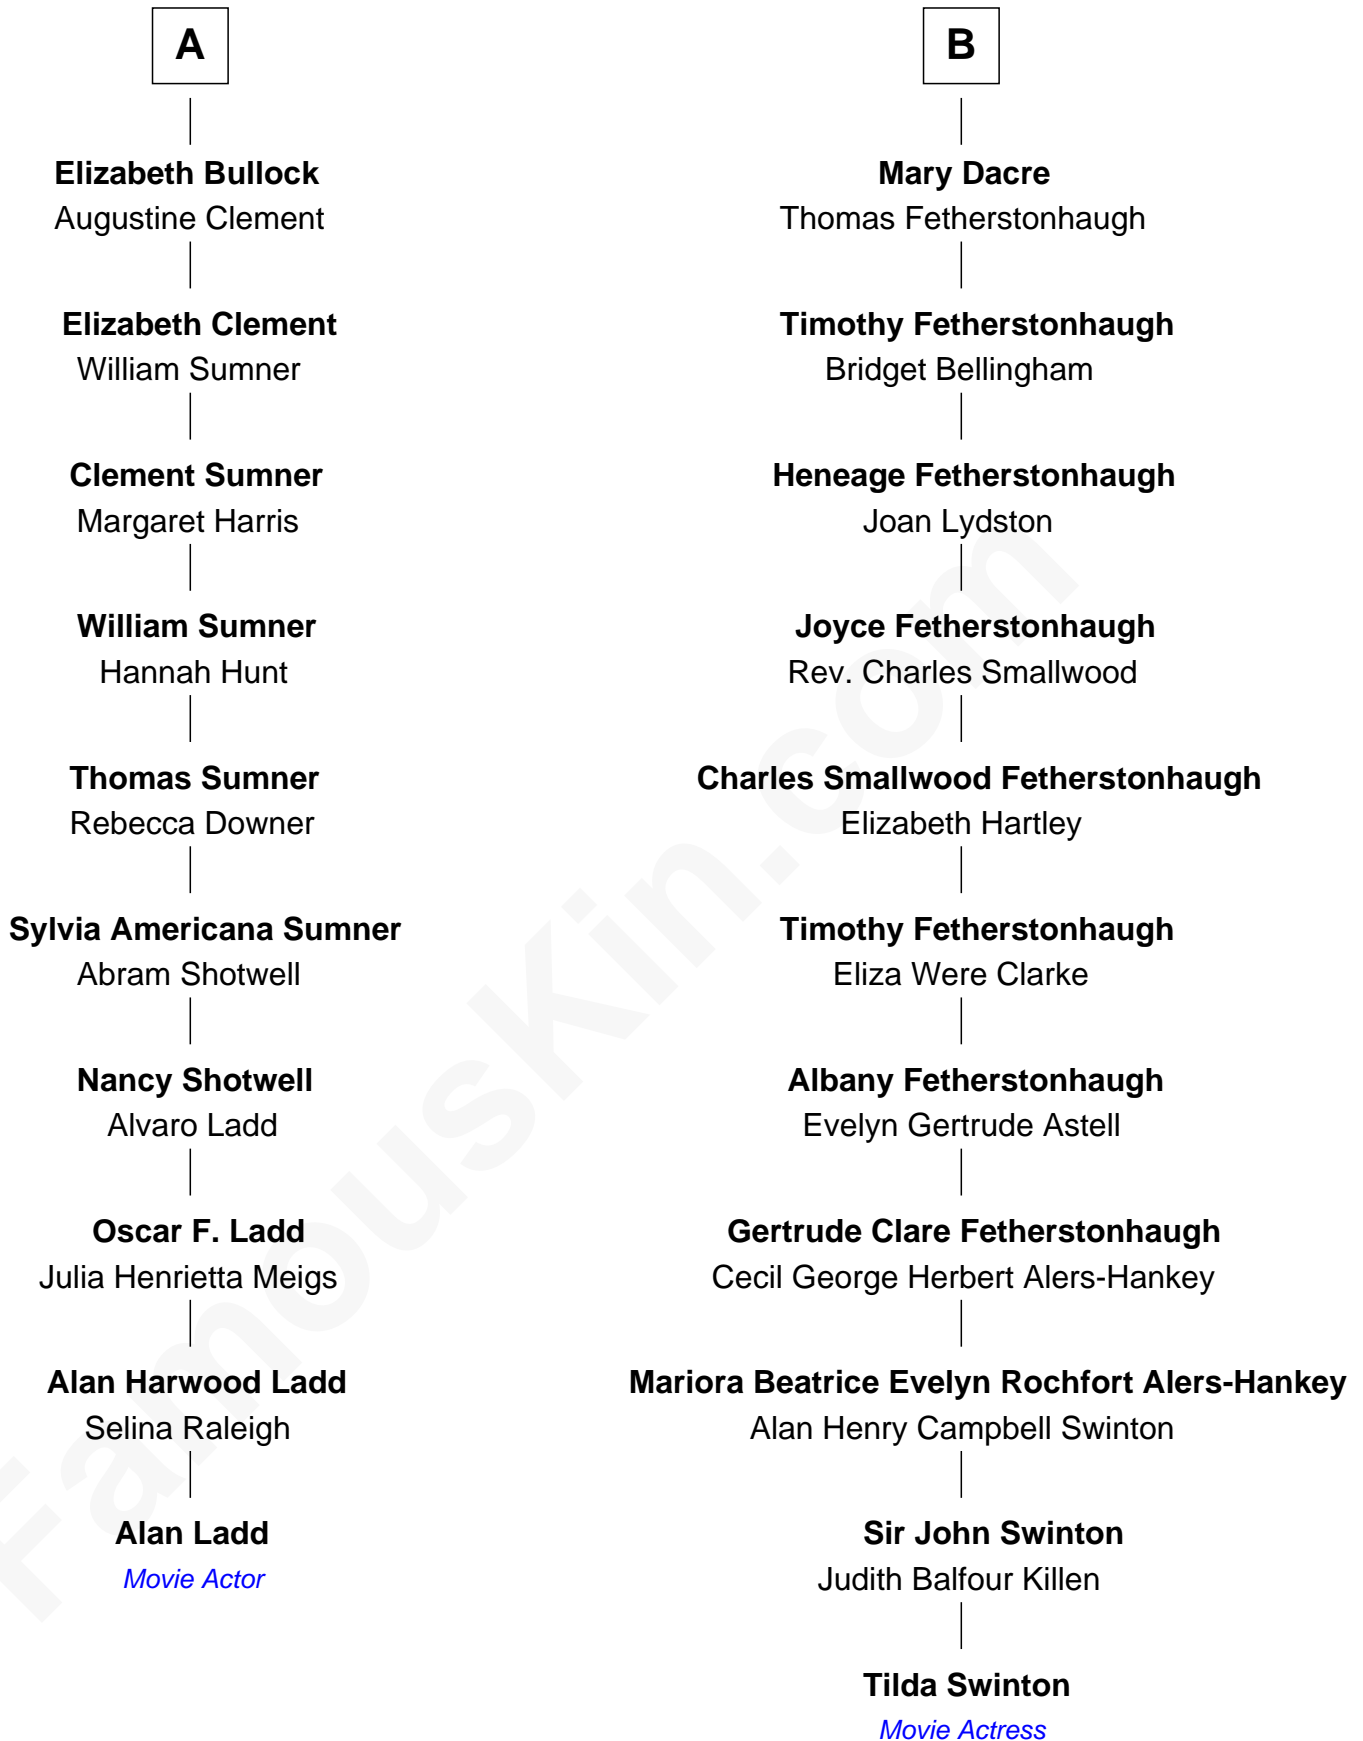 A
Elizabeth Bullock
Augustine Clement
Elizabeth Clement
William Sumner
Clement Sumner
Margaret Harris
William Sumner
Hannah Hunt
Thomas Sumner
Rebecca Downer
Sylvia Americana Sumner
Abram Shotwell
Nancy Shotwell
Alvaro Ladd
Oscar F. Ladd
Julia Henrietta Meigs
Alan Harwood Ladd
Selina Raleigh
Alan Ladd
Movie Actor
B
Mary Dacre
Thomas Fetherstonhaugh
Timothy Fetherstonhaugh
Bridget Bellingham
Heneage Fetherstonhaugh
Joan Lydston
Joyce Fetherstonhaugh
Rev. Charles Smallwood
Charles Smallwood Fetherstonhaugh
Elizabeth Hartley
Timothy Fetherstonhaugh
Eliza Were Clarke
Albany Fetherstonhaugh
Evelyn Gertrude Astell
Gertrude Clare Fetherstonhaugh
Cecil George Herbert Alers-Hankey
Mariora Beatrice Evelyn Rochfort Alers-Hankey
Alan Henry Campbell Swinton
Sir John Swinton
Judith Balfour Killen
Tilda Swinton
Movie Actress
FamousKin.com